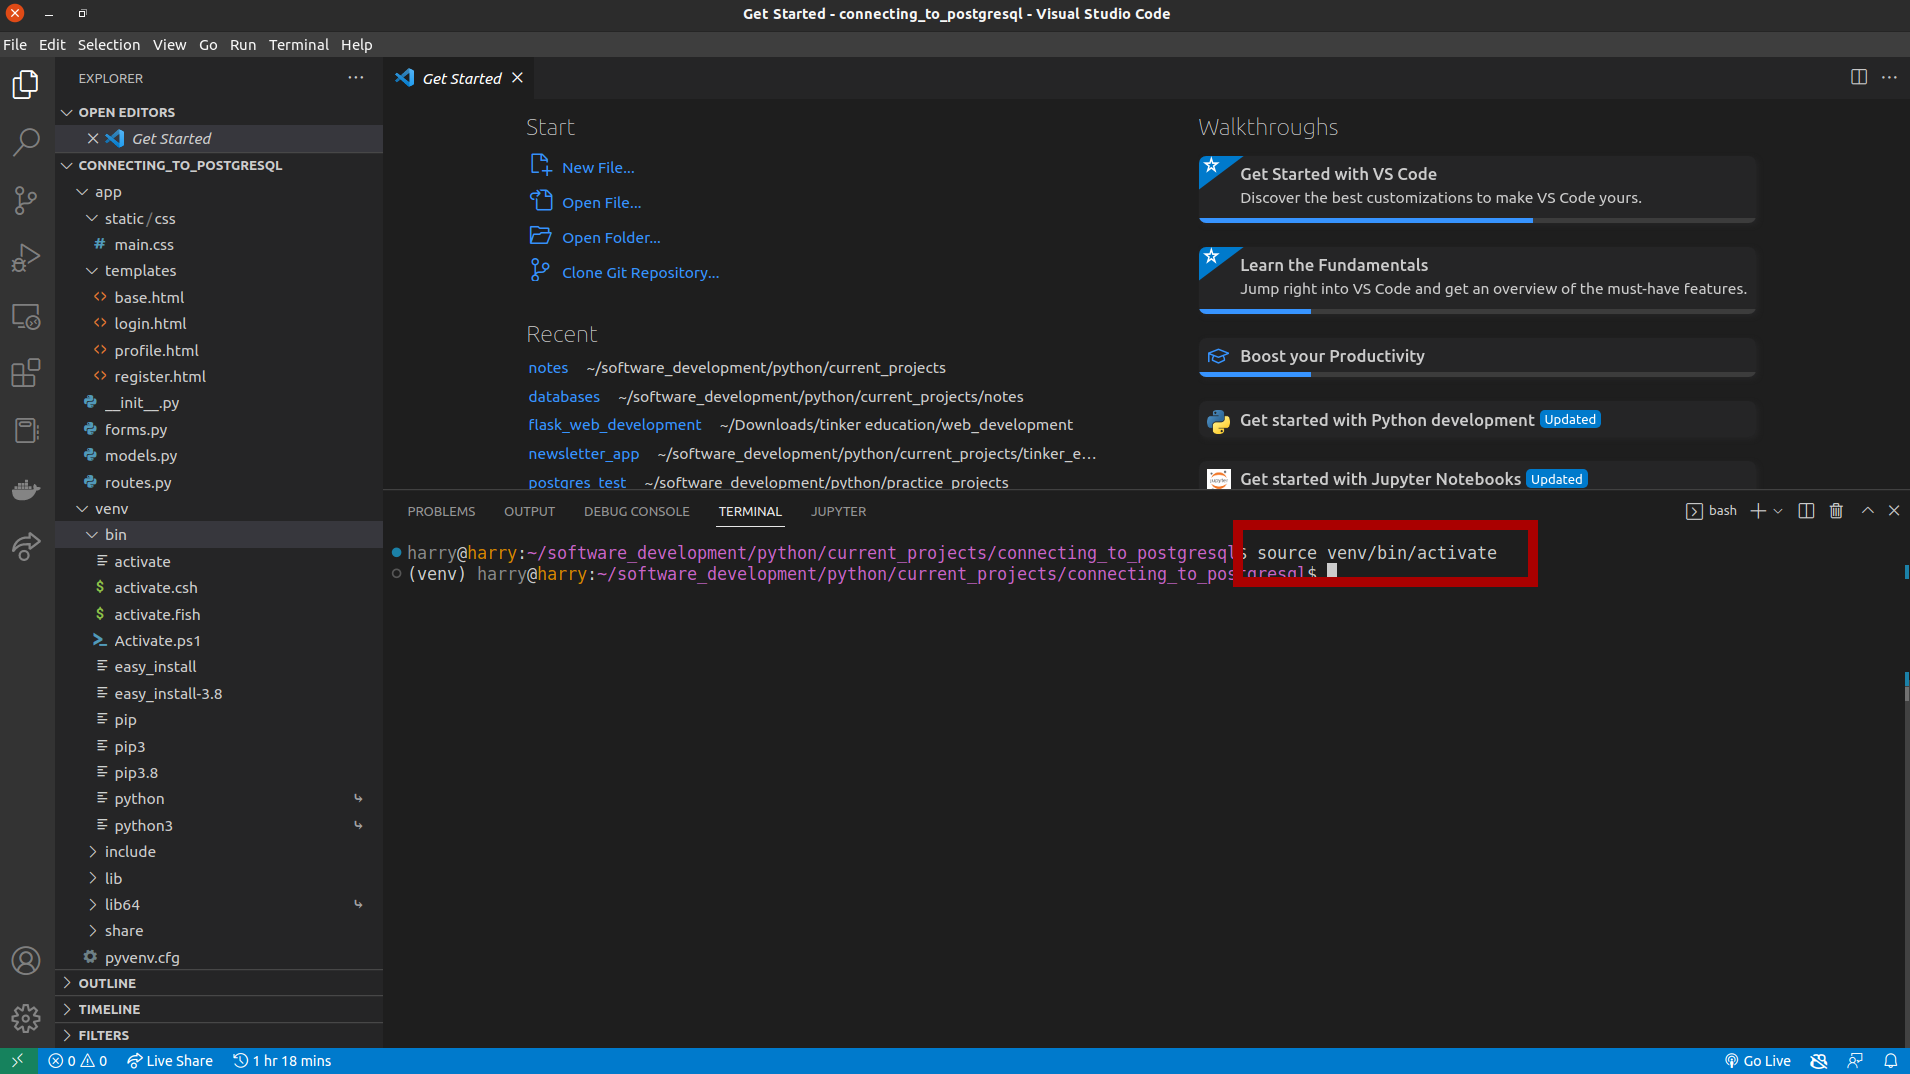 Get Started - connecting_to_postgresql - Visual Studio Code
File Edit Selection View Go Run Terminal Help
EXPLORER
OPEN EDITORS
Get Started
CONNECTING_TO_POSTGRESQL
app
static/css
# main.css
templates
<> base.html
<> login.html
<> profile.html
<> register.html
__init__.py
forms.py
models.py
routes.py
venv
bin
activate
$ activate.csh
$ activate.fish
Activate.ps1
easy_install
easy_install-3.8
pip
pip3
pip3.8
python
python3
include
lib
lib64
share
pyvenv.cfg
OUTLINE
TIMELINE
FILTERS
Get Started
Start
New File...
Open File...
Open Folder...
Clone Git Repository...
Recent
notes ~/software_development/python/current_projects
databases ~/software_development/python/current_projects/notes
flask_web_development ~/Downloads/tinker education/web_development
newsletter_app ~/software_development/python/current_projects/tinker_e...
postgres_test ~/software_development/python/practice_projects
Walkthroughs
Get Started with VS Code
Discover the best customizations to make VS Code yours.
Learn the Fundamentals
Jump right into VS Code and get an overview of the must-have features.
Boost your Productivity
Get started with Python development Updated
Get started with Jupyter Notebooks Updated
PROBLEMS OUTPUT DEBUG CONSOLE TERMINAL JUPYTER
bash
harry@harry:~/software_development/python/current_projects/connecting_to_postgresql$ source venv/bin/activate
(venv) harry@harry:~/software_development/python/current_projects/connecting_to_postgresql$
0 0 Live Share 1 hr 18 mins
Go Live